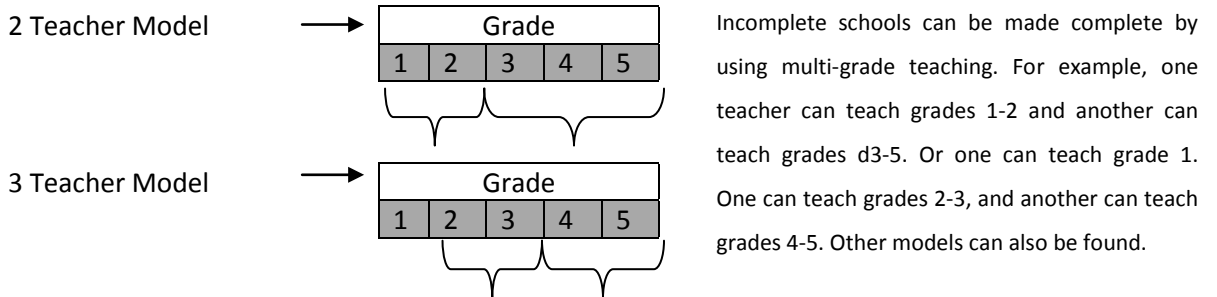 2 Teacher Model
Grade
1 2 3 4 5
3 Teacher Model
Grade
1 2 3 4 5
Incomplete schools can be made complete by
using multi-grade teaching. For example, one
teacher can teach grades 1-2 and another can
teach grades d3-5. Or one can teach grade 1.
One can teach grades 2-3, and another can teach
grades 4-5. Other models can also be found.